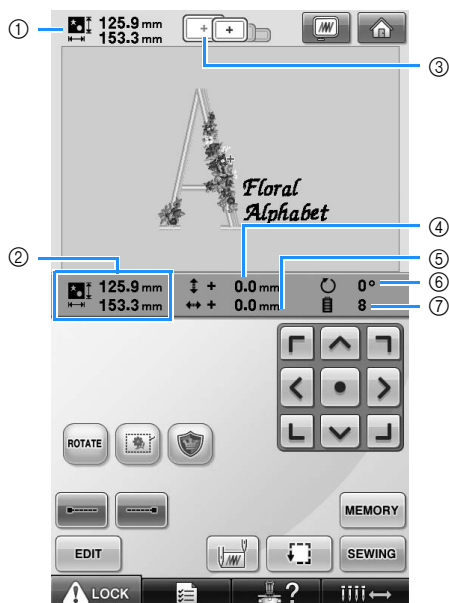 ① 125.9 mm
153.3 mm
③
Floral
Alphabet
④
② ⑤
125.9 mm + 0.0 mm 0° ⑥
153.3 mm + 0.0 mm 8 ⑦
ROTATE
MEMORY
EDIT SEWING
LOCK ?